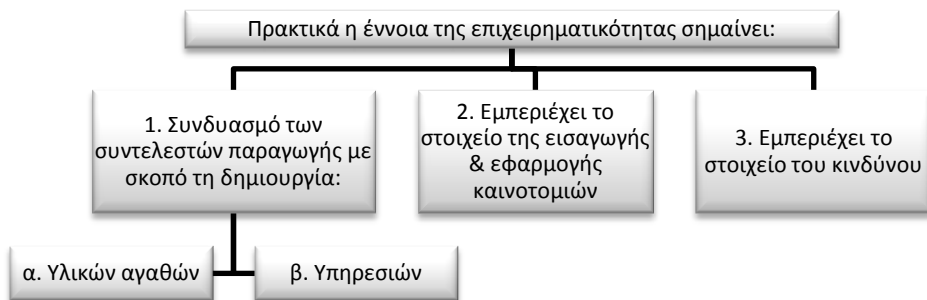 Πρακτικά η έννοια της επιχειρηματικότητας σημαίνει:
1. Συνδυασμό των
συντελεστών παραγωγής με
σκοπό τη δημιουργία:
2. Εμπεριέχει το
στοιχείο της εισαγωγής
& εφαρμογής
καινοτομιών
3. Εμπεριέχει το
στοιχείο του κινδύνου
α. Υλικών αγαθών
β. Υπηρεσιών